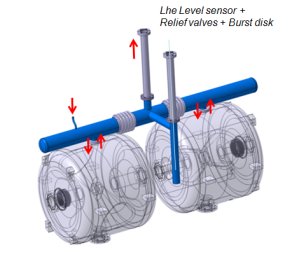 Lhe Level sensor +
Relief valves + Burst disk